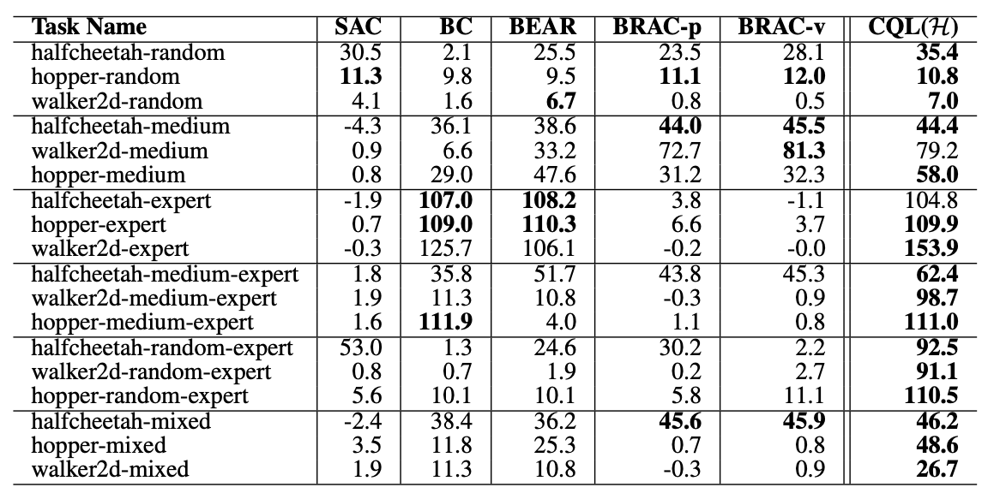 Task Name SAC BC BEAR BRAC-p BRAC-v CQL(ℋ)
halfcheetah-random 30.5 2.1 25.5 23.5 28.1 35.4
hopper-random 11.3 9.8 9.5 11.1 12.0 10.8
walker2d-random 4.1 1.6 6.7 0.8 0.5 7.0
halfcheetah-medium -4.3 36.1 38.6 44.0 45.5 44.4
walker2d-medium 0.9 6.6 33.2 72.7 81.3 79.2
hopper-medium 0.8 29.0 47.6 31.2 32.3 58.0
halfcheetah-expert -1.9 107.0 108.2 3.8 -1.1 104.8
hopper-expert 0.7 109.0 110.3 6.6 3.7 109.9
walker2d-expert -0.3 125.7 106.1 -0.2 -0.0 153.9
halfcheetah-medium-expert 1.8 35.8 51.7 43.8 45.3 62.4
walker2d-medium-expert 1.9 11.3 10.8 -0.3 0.9 98.7
hopper-medium-expert 1.6 111.9 4.0 1.1 0.8 111.0
halfcheetah-random-expert 53.0 1.3 24.6 30.2 2.2 92.5
walker2d-random-expert 0.8 0.7 1.9 0.2 2.7 91.1
hopper-random-expert 5.6 10.1 10.1 5.8 11.1 110.5
halfcheetah-mixed -2.4 38.4 36.2 45.6 45.9 46.2
hopper-mixed 3.5 11.8 25.3 0.7 0.8 48.6
walker2d-mixed 1.9 11.3 10.8 -0.3 0.9 26.7